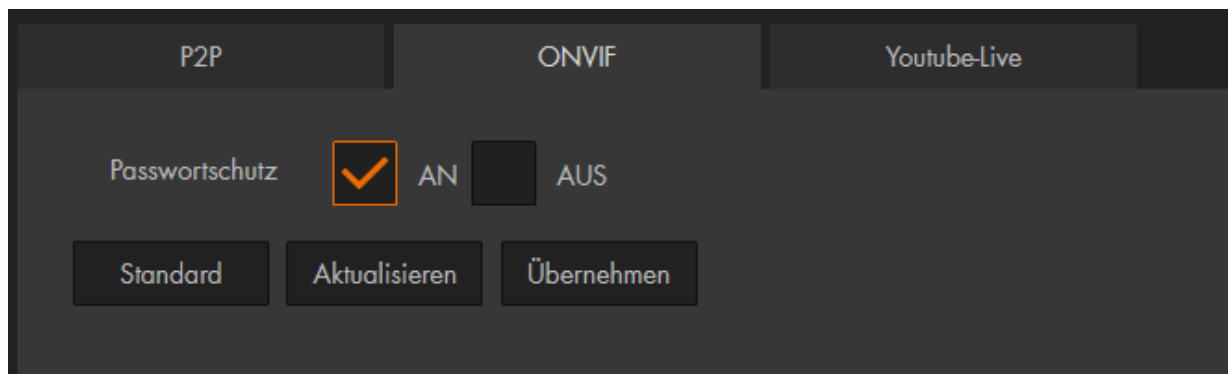 P2P ONVIF Youtube-Live
Passwortschutz AN AUS
Standard Aktualisieren Übernehmen